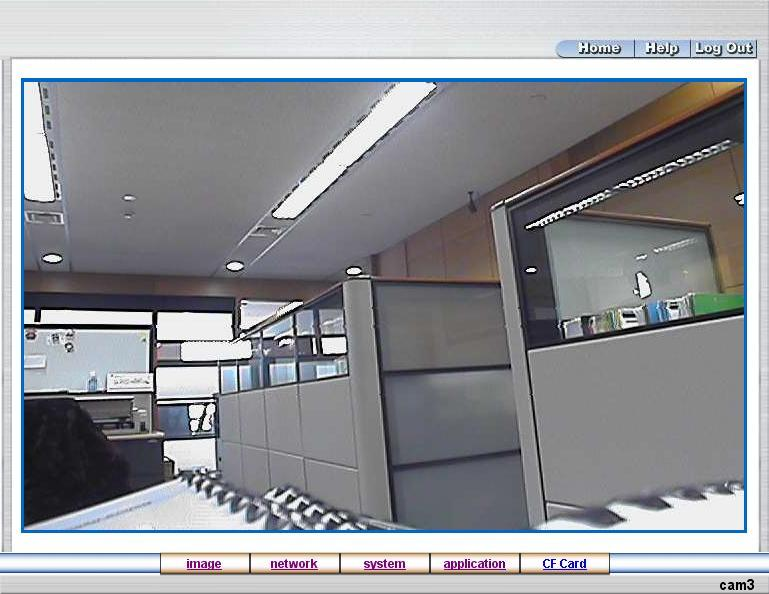 Home Help Log Out
image network system application CF Card
cam3